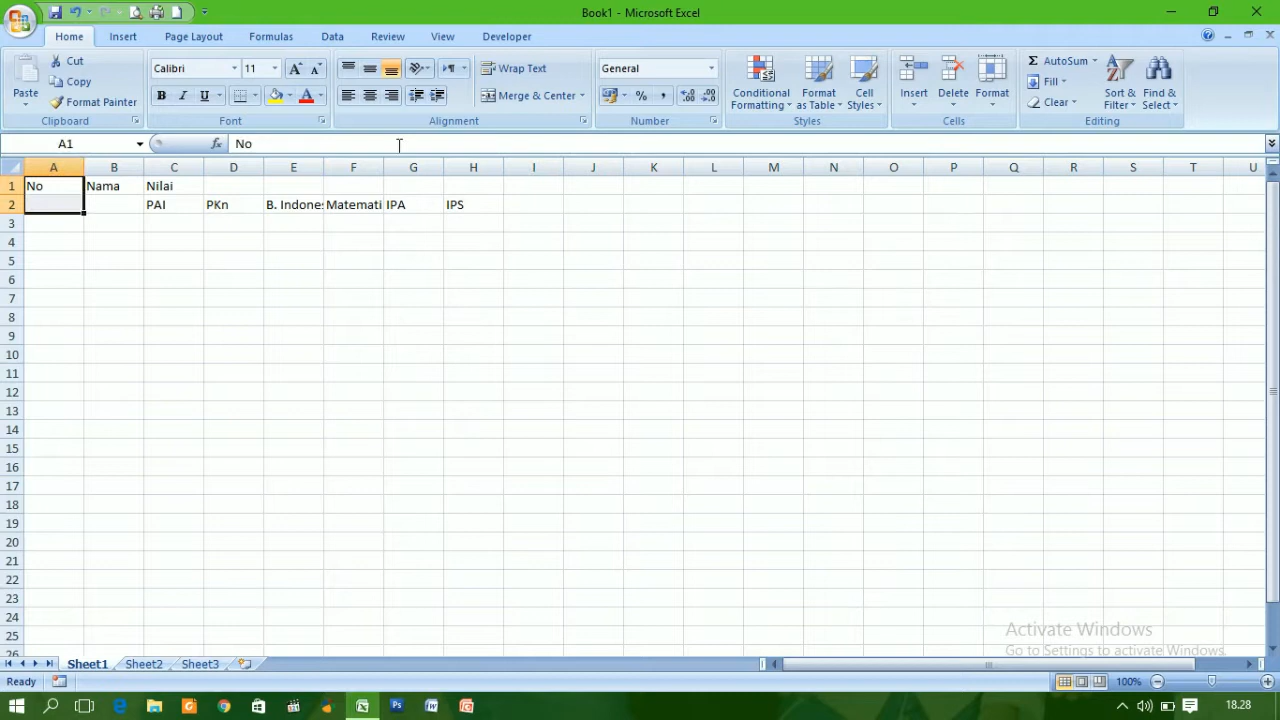 Book1 - Microsoft Excel
Home Insert Page Layout Formulas Data Review View Developer
Paste
Cut
Copy
Format Painter
Clipboard
Calibri 11
B I U
Font
Wrap Text
Merge & Center
Alignment
General
% ,
Number
Conditional Formatting
Format as Table
Cell Styles
Styles
Insert
Delete
Format
Cells
Σ AutoSum
Fill
Clear
Sort & Filter
Find & Select
Editing
A1 fx No
A B C D E F G H I J K L M N O P Q R S T U
1 No Nama Nilai
2 PAI PKn B. Indones Matemati IPA IPS
3
4
5
6
7
8
9
10
11
12
13
14
15
16
17
18
19
20
21
22
23
24
25
26
Activate Windows
Go to Settings to activate Windows.
Sheet1 Sheet2 Sheet3
Ready 100%
18.28